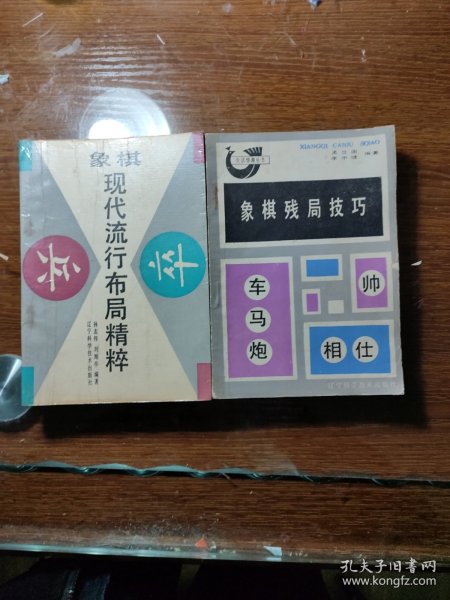 象棋
现代流行布局精粹
兵
卒
辽宁科学技术出版社
XIANGQI CANJU JIQIAO
编著
象棋残局技巧
车
马
炮
帅
相
仕
辽宁科学技术出版社
孔夫子旧书网
www.kongfz.com